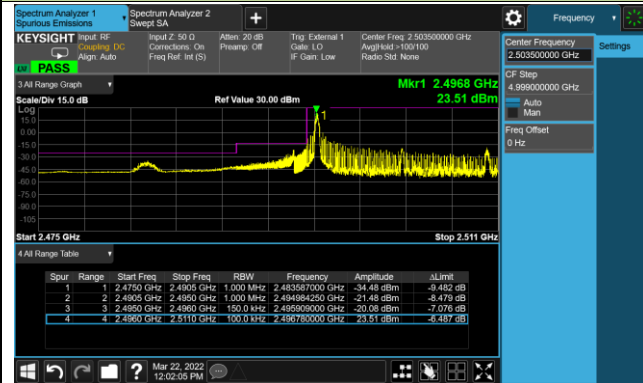 Spectrum Analyzer 1
Spurious Emissions
Spectrum Analyzer 2
Swept SA
Frequency
KEYSIGHT
Input: RF
Coupling: DC
Align: Auto
Input Z: 50 Ω
Corrections: On
Freq Ref: Int (S)
Atten: 20 dB
Preamp: Off
Trig: External 1
Gate: LO
IF Gain: Low
Center Freq: 2.503500000 GHz
Avg|Hold:>100/100
Radio Std: None
PASS
Center Frequency
2.503500000 GHz
Settings
CF Step
4.999000000 GHz
Auto
Man
Freq Offset
0 Hz
3 All Range Graph
Mkr1 2.4968 GHz
Scale/Div 15.0 dB
Ref Value 30.00 dBm
23.51 dBm
Log
15.0
0.00
-15.0
-30.0
-45.0
-60.0
-75.0
-90.0
-105
1
Start 2.475 GHz
Stop 2.511 GHz
4 All Range Table
Spur Range Start Freq Stop Freq RBW Frequency Amplitude ΔLimit
1 1 2.4750 GHz 2.4905 GHz 1.000 MHz 2.483587000 GHz -34.48 dBm -9.482 dB
2 2 2.4905 GHz 2.4950 GHz 1.000 MHz 2.494984250 GHz -21.48 dBm -8.479 dB
3 3 2.4950 GHz 2.4960 GHz 150.0 kHz 2.495909000 GHz -20.08 dBm -7.076 dB
4 4 2.4960 GHz 2.5110 GHz 100.0 kHz 2.496780000 GHz 23.51 dBm -6.487 dB
Mar 22, 2022
12:02:05 PM